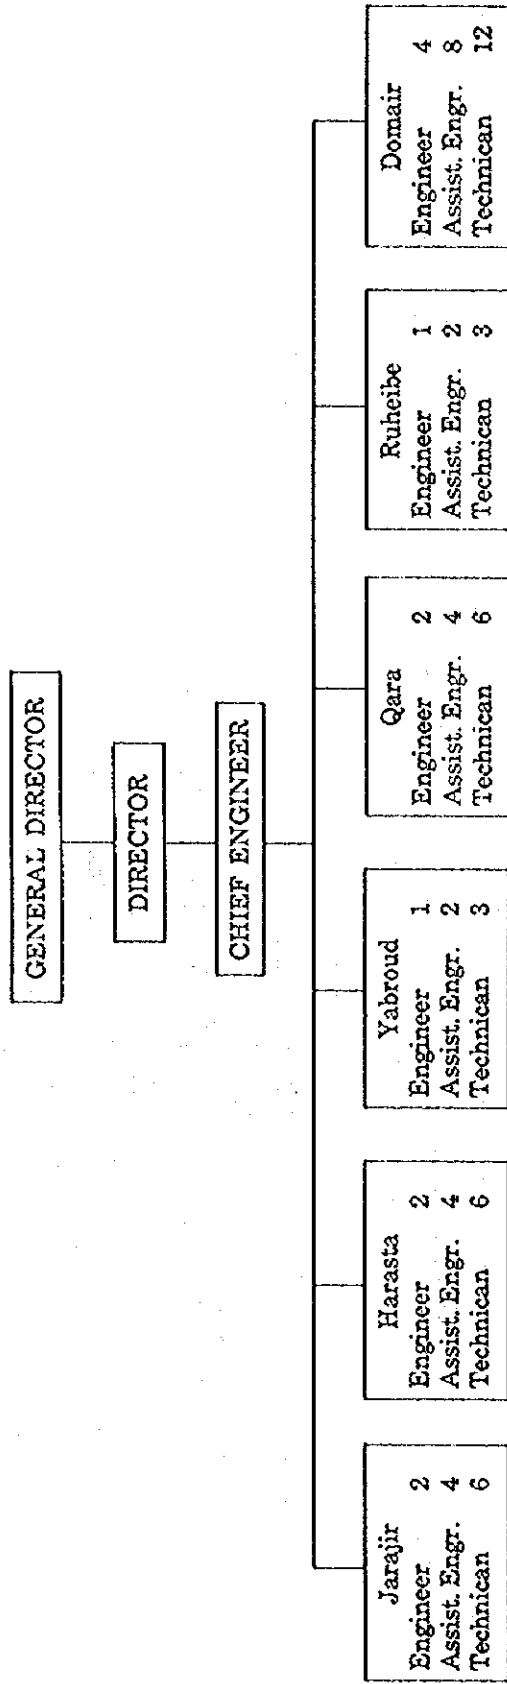 GENERAL DIRECTOR
DIRECTOR
CHIEF ENGINEER
Jarajir
Engineer 2
Assist. Engr. 4
Technican 6
Harasta
Engineer 2
Assist. Engr. 4
Technican 6
Yabroud
Engineer 1
Assist. Engr. 2
Technican 3
Qara
Engineer 2
Assist. Engr. 4
Technican 6
Ruheibe
Engineer 1
Assist. Engr. 2
Technican 3
Domair
Engineer 4
Assist. Engr. 8
Technican 12